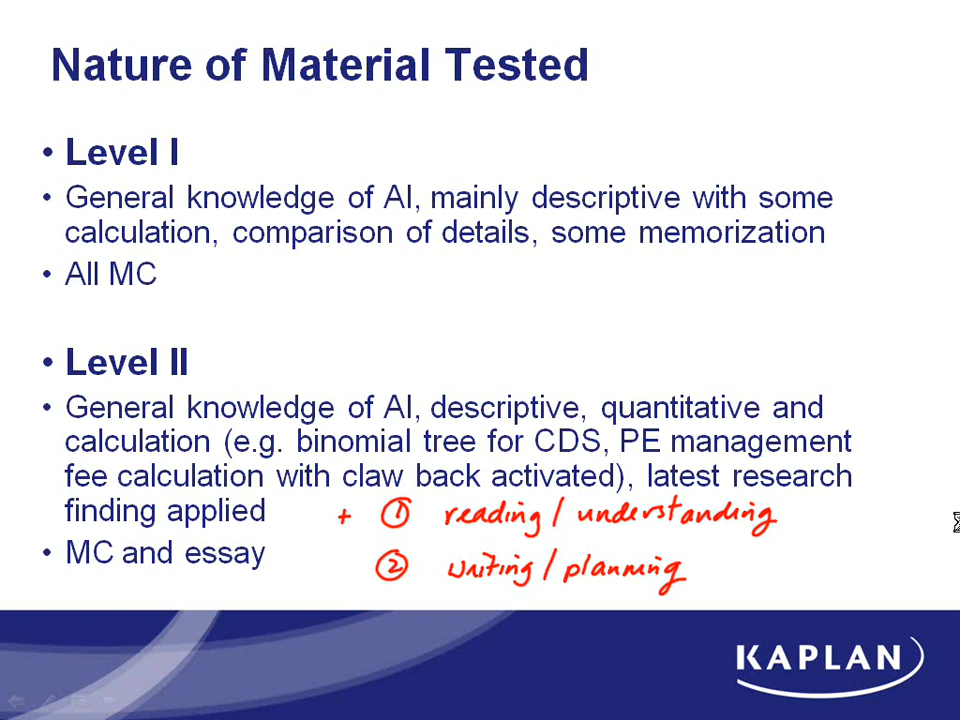 Nature of Material Tested
• Level I
• General knowledge of AI, mainly descriptive with some
calculation, comparison of details, some memorization
• All MC
• Level II
• General knowledge of AI, descriptive, quantitative and
calculation (e.g. binomial tree for CDS, PE management
fee calculation with claw back activated), latest research
finding applied
+ ① reading / understanding
• MC and essay
② writing / planning
KAPLAN